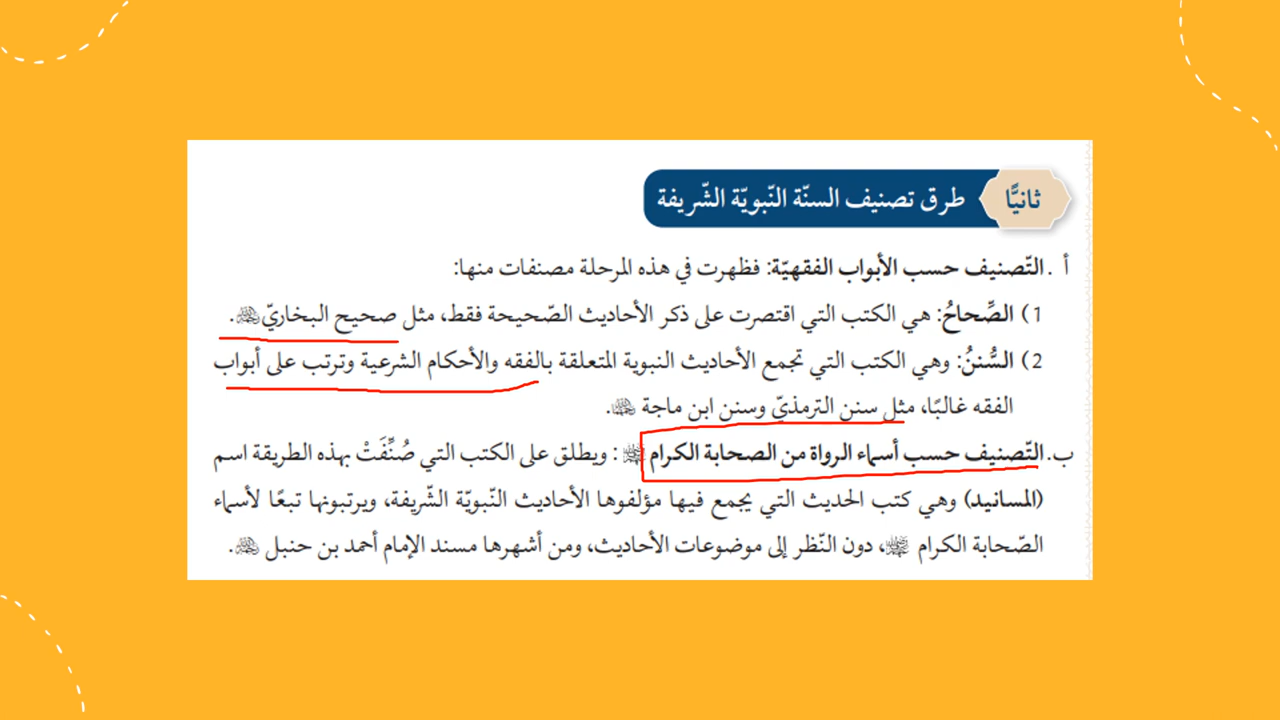 ثانيًّا
طرق تصنيف السنّة النّبويّة الشّريفة
أ . التّصنيف حسب الأبواب الفقهيّة: فظهرت في هذه المرحلة مصنفات منها:
1) الصِّحاحُ: هي الكتب التي اقتصرت على ذكر الأحاديث الصّحيحة فقط، مثل صحيح البخاريّ .
2) السُّننُ: وهي الكتب التي تجمع الأحاديث النبوية المتعلقة بالفقه والأحكام الشرعية وترتب على أبواب
الفقه غالبًا، مثل سنن الترمذيّ وسنن ابن ماجة .
ب. التّصنيف حسب أسماء الرواة من الصحابة الكرام : ويطلق على الكتب التي صُنِّفَتْ بهذه الطريقة اسم
(المسانيد) وهي كتب الحديث التي يجمع فيها مؤلفوها الأحاديث النّبويّة الشّريفة، ويرتبونها تبعًا لأسماء
الصّحابة الكرام ، دون النّظر إلى موضوعات الأحاديث، ومن أشهرها مسند الإمام أحمد بن حنبل .